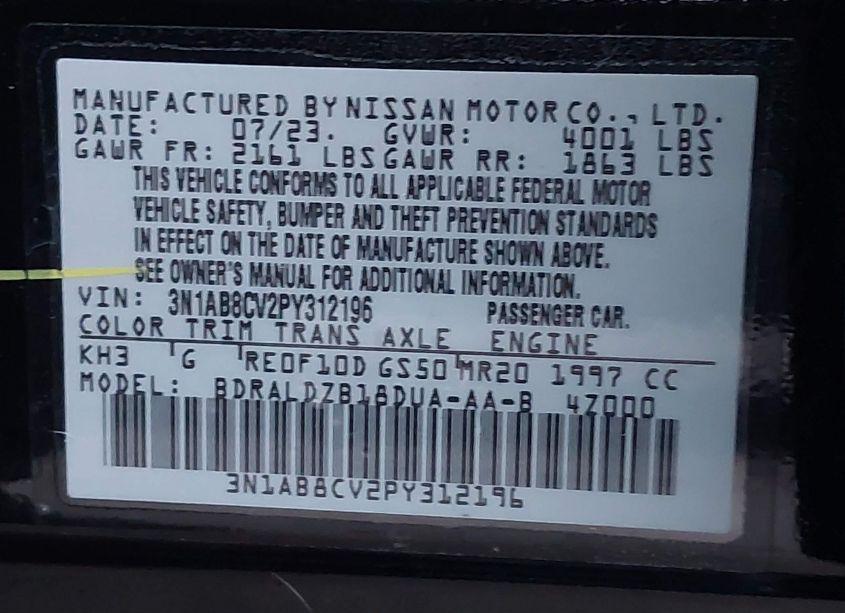 MANUFACTURED BY NISSAN MOTOR CO., LTD.
DATE: 07/23. GVWR: 4001 LBS
GAWR FR: 2161 LBS GAWR RR: 1863 LBS
THIS VEHICLE CONFORMS TO ALL APPLICABLE FEDERAL MOTOR
VEHICLE SAFETY, BUMPER AND THEFT PREVENTION STANDARDS
IN EFFECT ON THE DATE OF MANUFACTURE SHOWN ABOVE.
SEE OWNER'S MANUAL FOR ADDITIONAL INFORMATION.
VIN: 3N1AB8CV2PY312196 PASSENGER CAR.
COLOR TRIM TRANS AXLE ENGINE
KH3 G RE0F10D GS50 MR20 1997 CC
MODEL: BDRALDZB18DUA-AA-B 4Z000
3N1AB8CV2PY312196